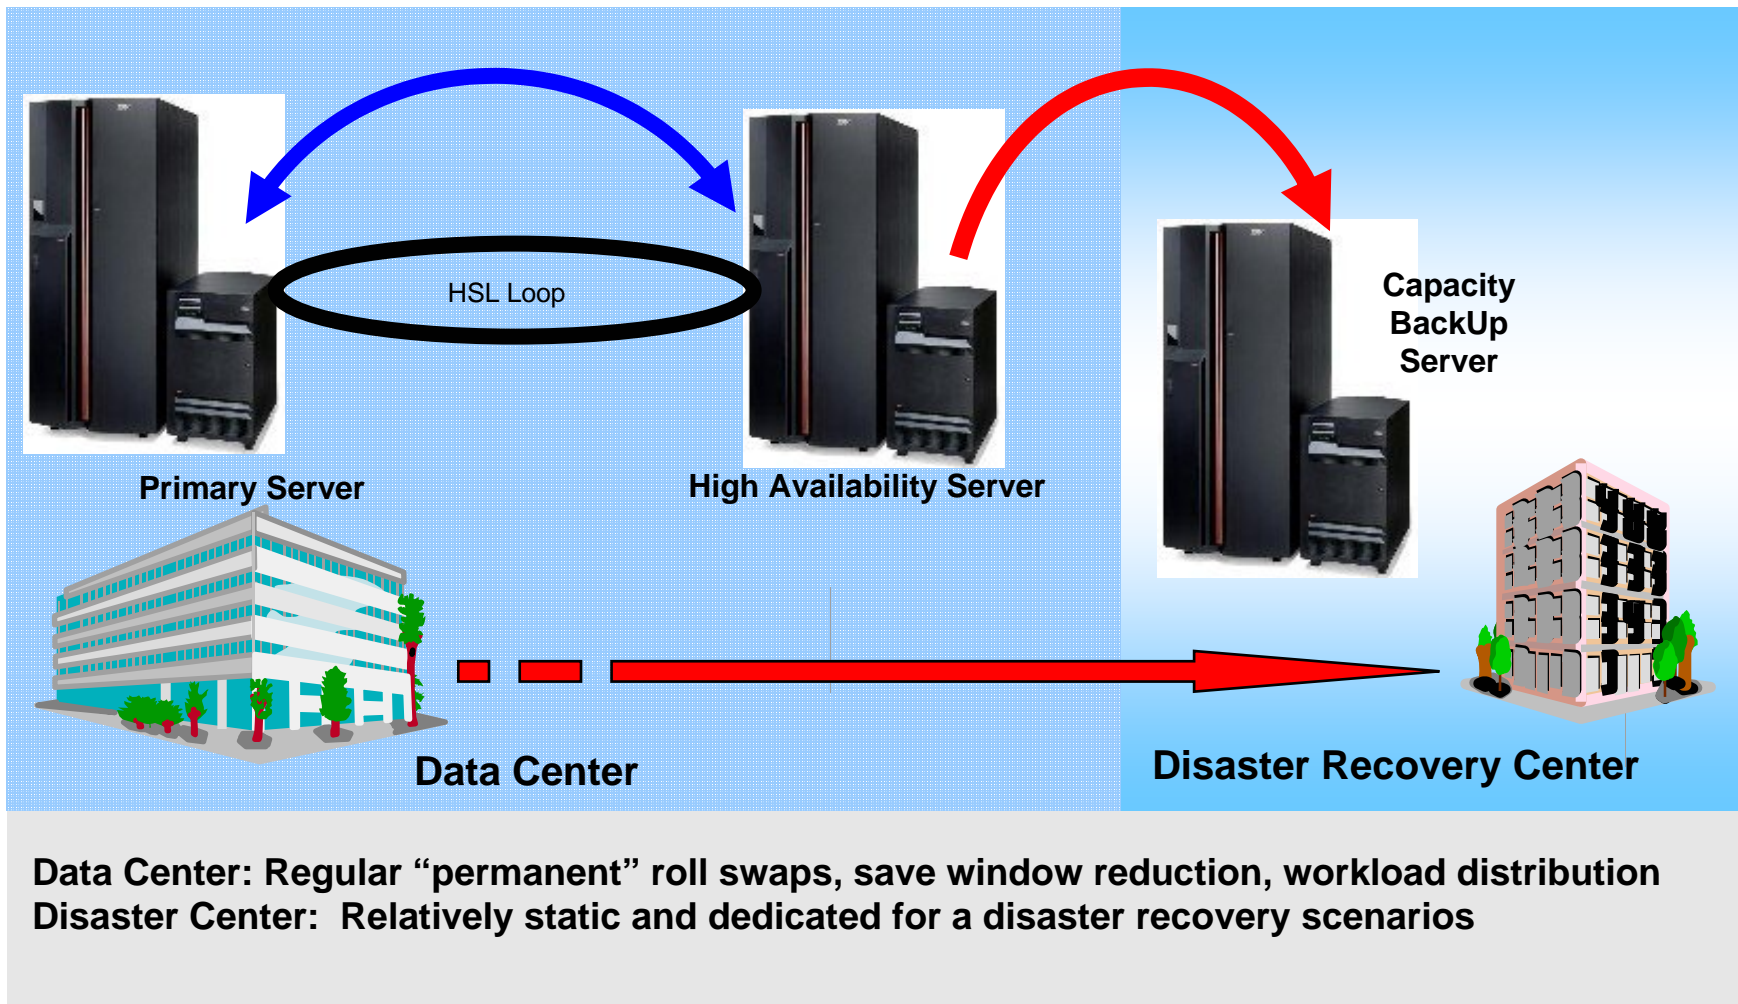 HSL Loop
Capacity
BackUp
Server
Primary Server
High Availability Server
Data Center
Disaster Recovery Center
Data Center: Regular “permanent” roll swaps, save window reduction, workload distribution
Disaster Center:  Relatively static and dedicated for a disaster recovery scenarios